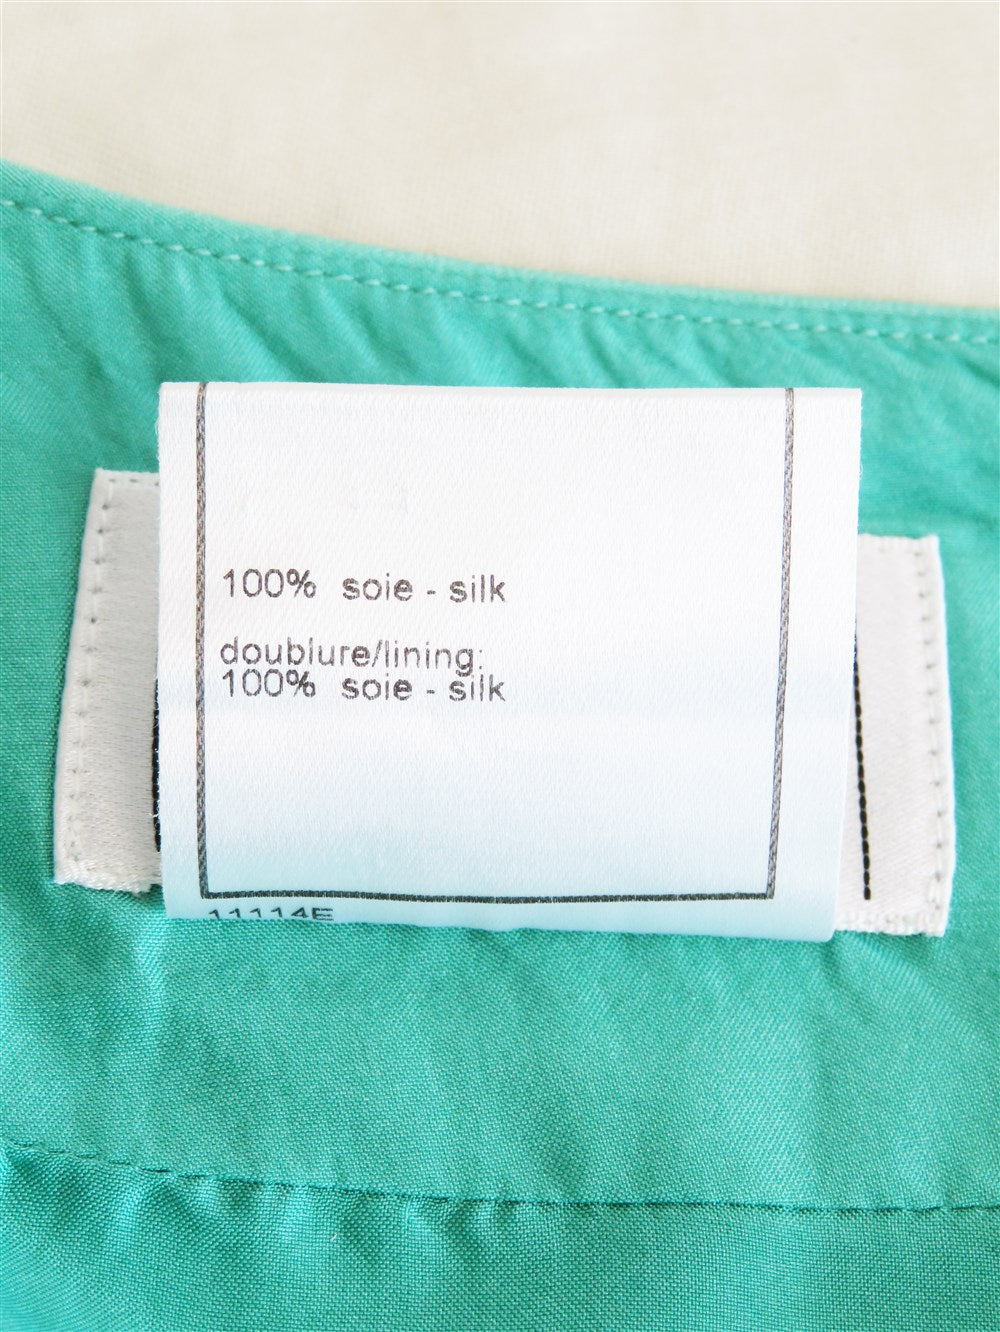 100% soie - silk
doublure/lining:
100% soie - silk
11114E